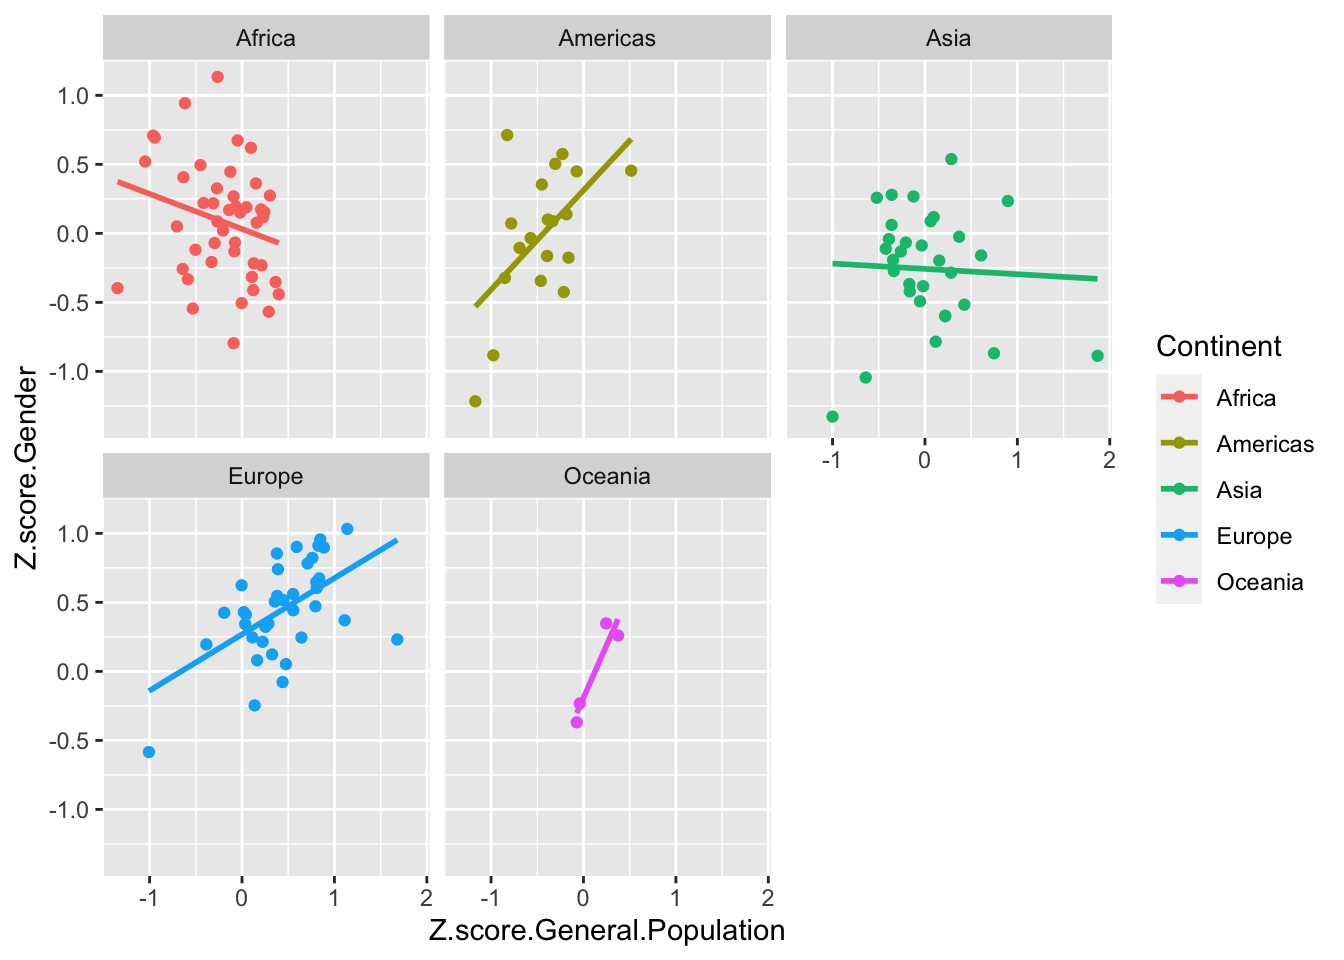 Africa
Americas
Asia
1.0
0.5
0.0
-0.5
-1.0
-1 0 1 2
Europe
Oceania
1.0
0.5
0.0
-0.5
-1.0
-1 0 1 2
-1 0 1 2
Z.score.General.Population
Z.score.Gender
Continent
Africa
Americas
Asia
Europe
Oceania